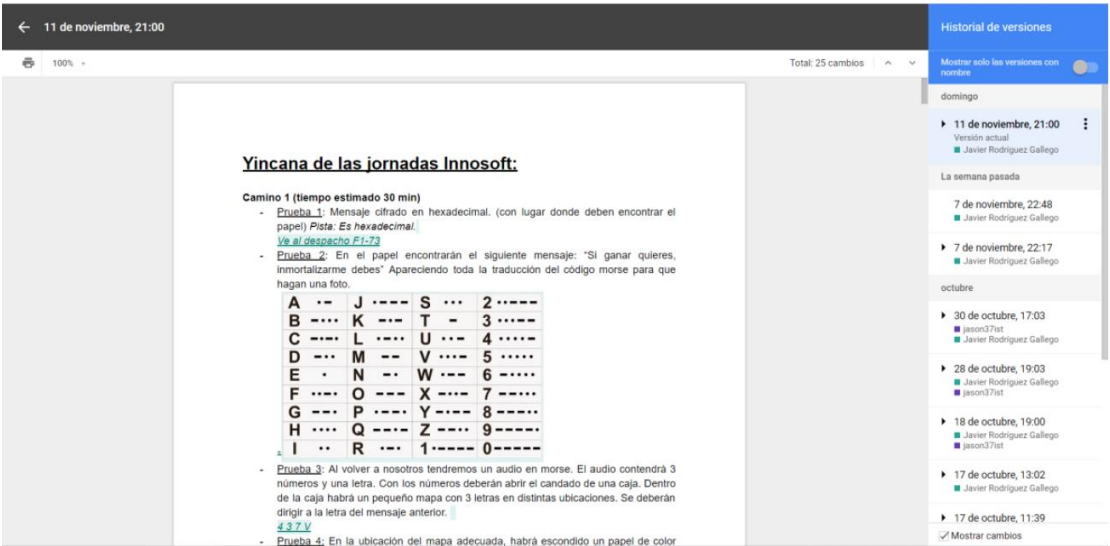 11 de noviembre, 21:00
100%
Total: 25 cambios
Yincana de las jornadas Innosoft:
Camino 1 (tiempo estimado 30 min)
- Prueba 1: Mensaje cifrado en hexadecimal. (con lugar donde deben encontrar el
papel) Pista: Es hexadecimal.
Ve al despacho F1-73
- Prueba 2: En el papel encontrarán el siguiente mensaje: "Si ganar quieres,
inmortalizarme debes" Apareciendo toda la traducción del código morse para que
hagan una foto.
A ·− J ·−−− S ··· 2 ··−−−
B −··· K −·− T − 3 ···−−
C −·−· L ·−·· U ··− 4 ····−
D −·· M −− V ···− 5 ·····
E · N −· W ·−− 6 −····
F ··−· O −−− X −··− 7 −−···
G −−· P ·−−· Y −·−− 8 −−−··
H ···· Q −−·− Z −−·· 9 −−−−·
I ·· R ·−· 1 ·−−−− 0 −−−−−
- Prueba 3: Al volver a nosotros tendremos un audio en morse. El audio contendrá 3
números y una letra. Con los números deberán abrir el candado de una caja. Dentro
de la caja habrá un pequeño mapa con 3 letras en distintas ubicaciones. Se deberán
dirigir a la letra del mensaje anterior.
4 3 7 V
- Prueba 4: En la ubicación del mapa adecuada, habrá escondido un papel de color
Historial de versiones
Mostrar solo las versiones con
nombre
domingo
11 de noviembre, 21:00
Versión actual
Javier Rodríguez Gallego
La semana pasada
7 de noviembre, 22:48
Javier Rodríguez Gallego
7 de noviembre, 22:17
Javier Rodríguez Gallego
octubre
30 de octubre, 17:03
jason37ist
Javier Rodríguez Gallego
28 de octubre, 19:03
Javier Rodríguez Gallego
jason37ist
18 de octubre, 19:00
Javier Rodríguez Gallego
jason37ist
17 de octubre, 13:02
Javier Rodríguez Gallego
17 de octubre, 11:39
Mostrar cambios